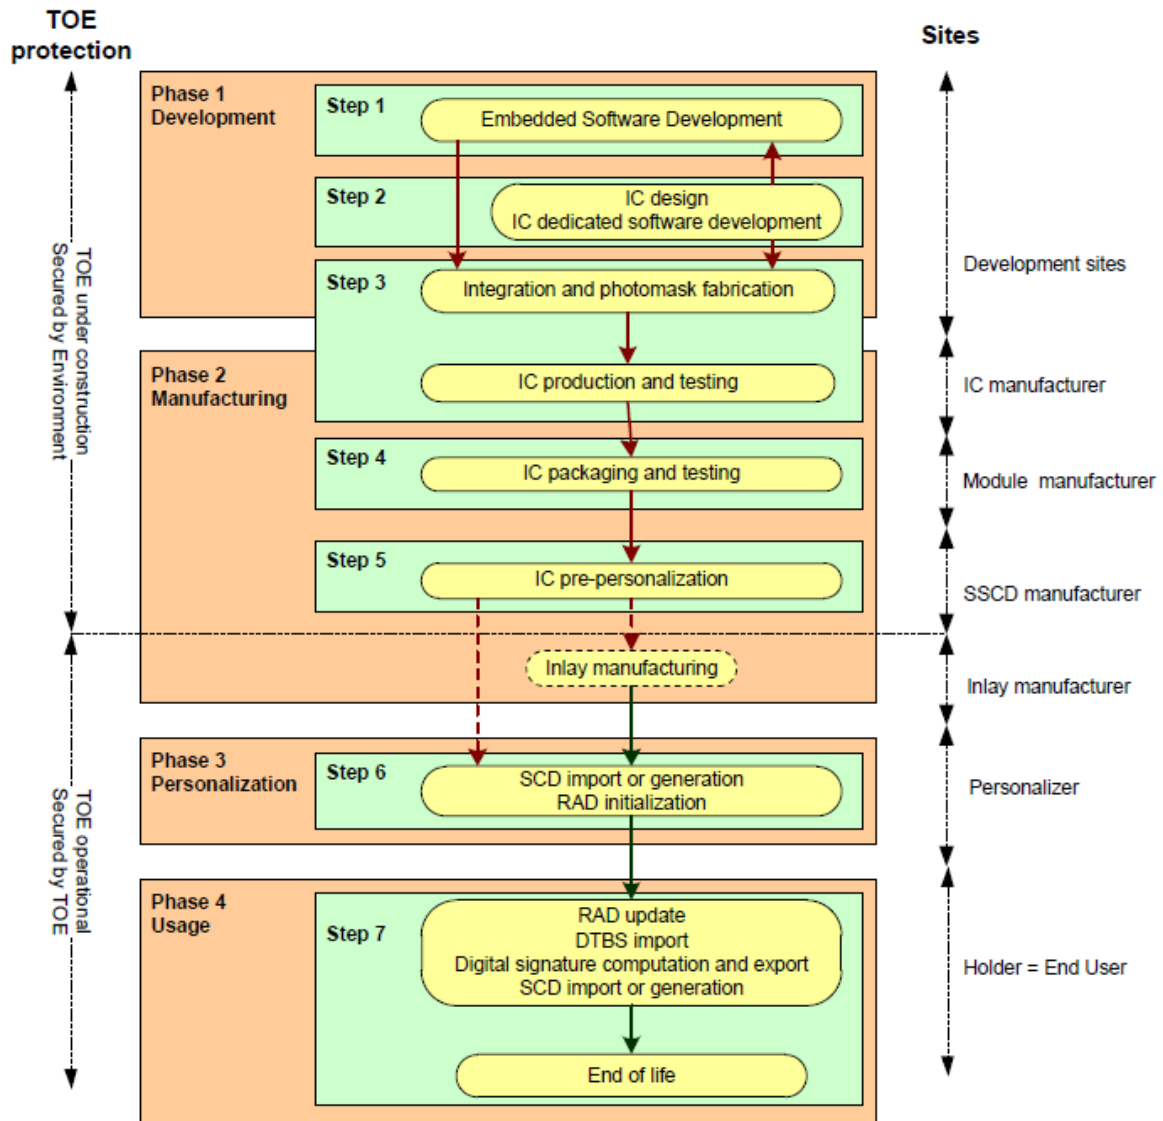 TOE
protection
Sites
Phase 1
Development
Step 1
Embedded Software Development
Step 2
IC design
IC dedicated software development
Step 3
Integration and photomask fabrication
Development sites
TOE under construction
Secured by Environment
Phase 2
Manufacturing
IC production and testing
IC manufacturer
Step 4
IC packaging and testing
Module manufacturer
Step 5
IC pre-personalization
SSCD manufacturer
Inlay manufacturing
Inlay manufacturer
Phase 3
Personalization
Step 6
SCD import or generation
RAD initialization
Personalizer
TOE operational
Secured by TOE
Phase 4
Usage
Step 7
RAD update
DTBS import
Digital signature computation and export
SCD import or generation
Holder = End User
End of life